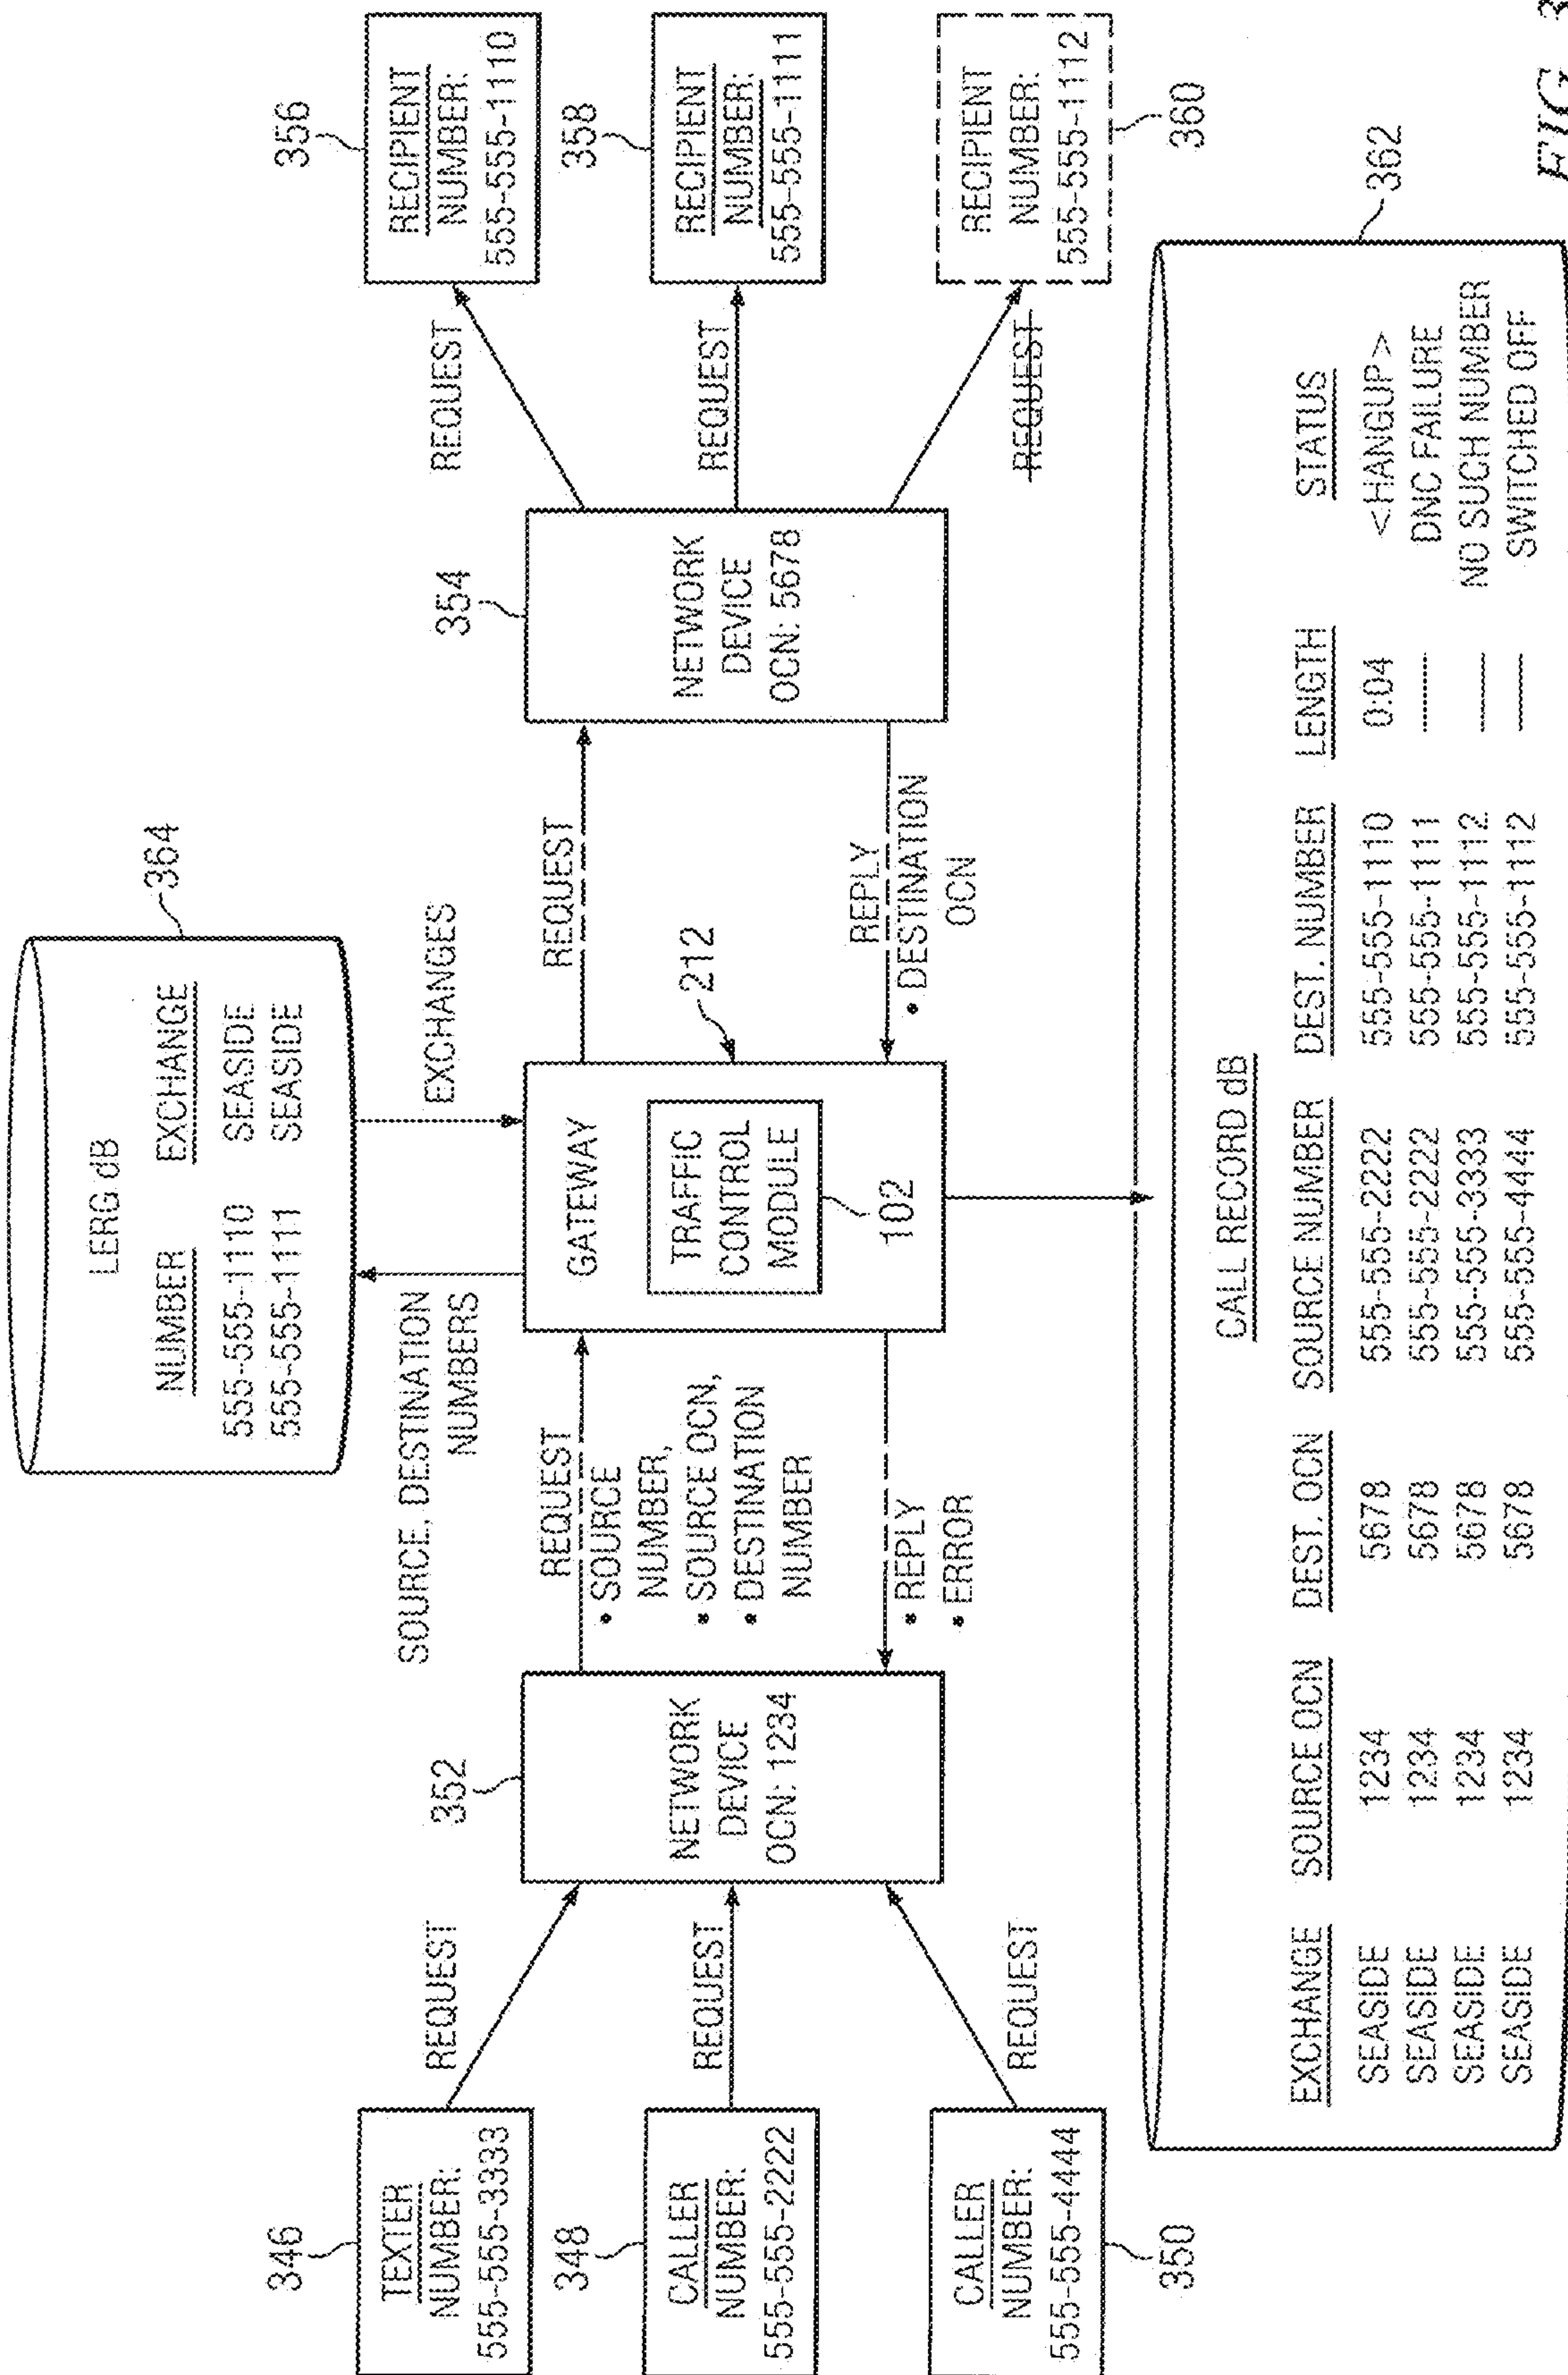 LERG dB
NUMBER EXCHANGE
555-555-1110 SEASIDE
555-555-1111 SEASIDE
364
SOURCE, DESTINATION
NUMBERS
EXCHANGES
346
TEXTER
NUMBER:
555-555-3333
REQUEST
348
CALLER
NUMBER:
555-555-2222
REQUEST
350
CALLER
NUMBER:
555-555-4444
REQUEST
352
NETWORK
DEVICE
OCN: 1234
REQUEST
• SOURCE
NUMBER,
• SOURCE OCN,
• DESTINATION
NUMBER
• REPLY
• ERROR
GATEWAY
TRAFFIC
CONTROL
MODULE
102
212
REQUEST
REPLY
• DESTINATION
OCN
354
NETWORK
DEVICE
OCN: 5678
REQUEST
356
RECIPIENT
NUMBER:
555-555-1110
REQUEST
358
RECIPIENT
NUMBER:
555-555-1111
REQUEST
RECIPIENT
NUMBER:
555-555-1112
360
362
CALL RECORD dB
EXCHANGE SOURCE OCN DEST. OCN SOURCE NUMBER DEST. NUMBER LENGTH STATUS
SEASIDE 1234 5678 555-555-2222 555-555-1110 0:04 <HANGUP>
SEASIDE 1234 5678 555-555-2222 555-555-1111 DNC FAILURE
SEASIDE 1234 5678 555-555-3333 555-555-1112 NO SUCH NUMBER
SEASIDE 1234 5678 555-555-4444 555-555-1112 SWITCHED OFF
FIG. 3